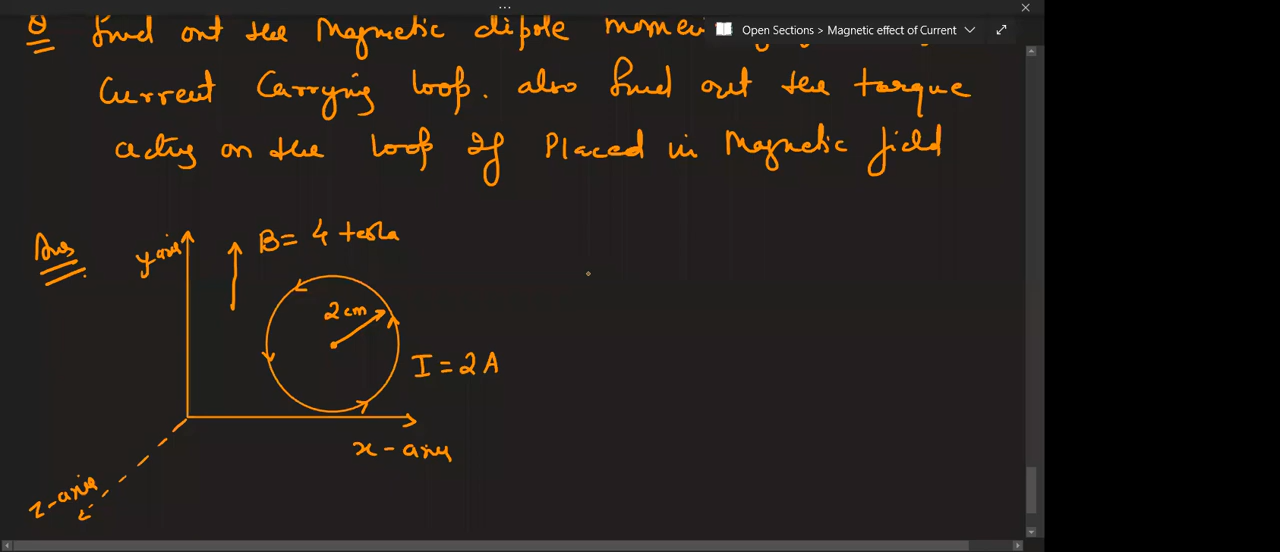 ...
Open Sections > Magnetic effect of Current
Q find out the Magnetic dipole
Current Carrying loop. also find out the torque
acting on the loop If Placed in Magnetic field
Ans
y axis
B = 4 tesla
2 cm
I = 2 A
x - axis
z - axis